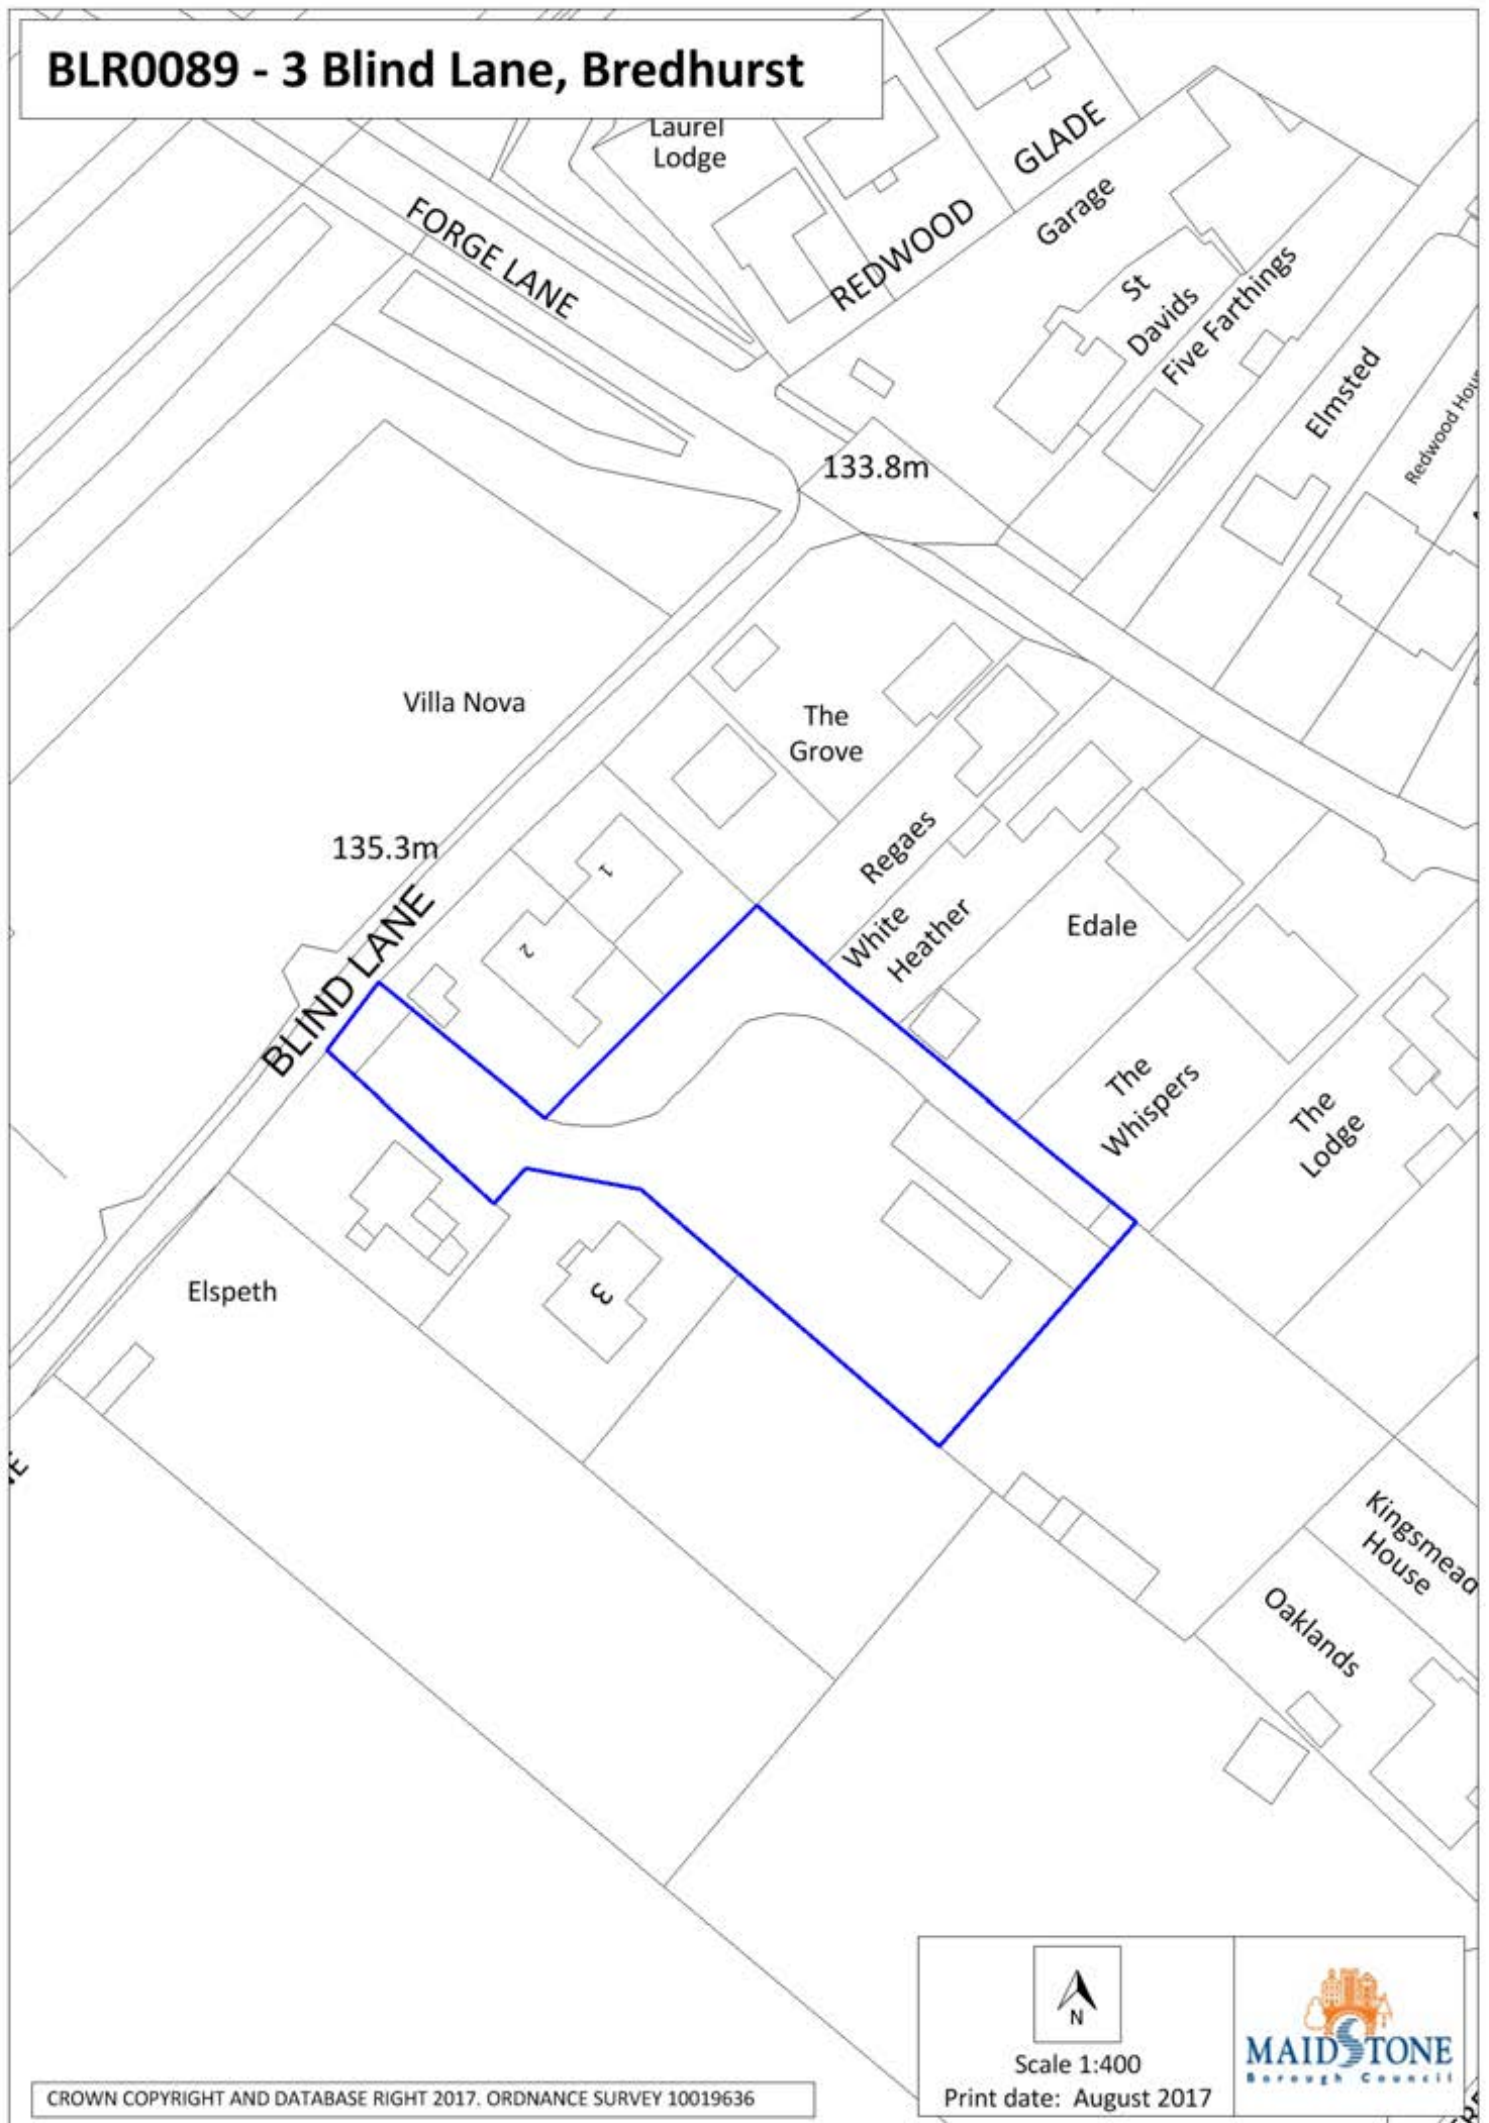 BLR0089 - 3 Blind Lane, Bredhurst
Laurel
Lodge
FORGE LANE
REDWOOD
GLADE
Garage
St
Davids
Five Farthings
Elmsted
Redwood
133.8m
Villa Nova
The
Grove
135.3m
BLIND LANE
1
2
Regaes
White
Heather
Edale
The
Whispers
The
Lodge
Elspeth
3
Kingsmead
House
Oaklands
N
Scale 1:400
Print date: August 2017
MAIDSTONE
Borough Council
CROWN COPYRIGHT AND DATABASE RIGHT 2017. ORDNANCE SURVEY 10019636